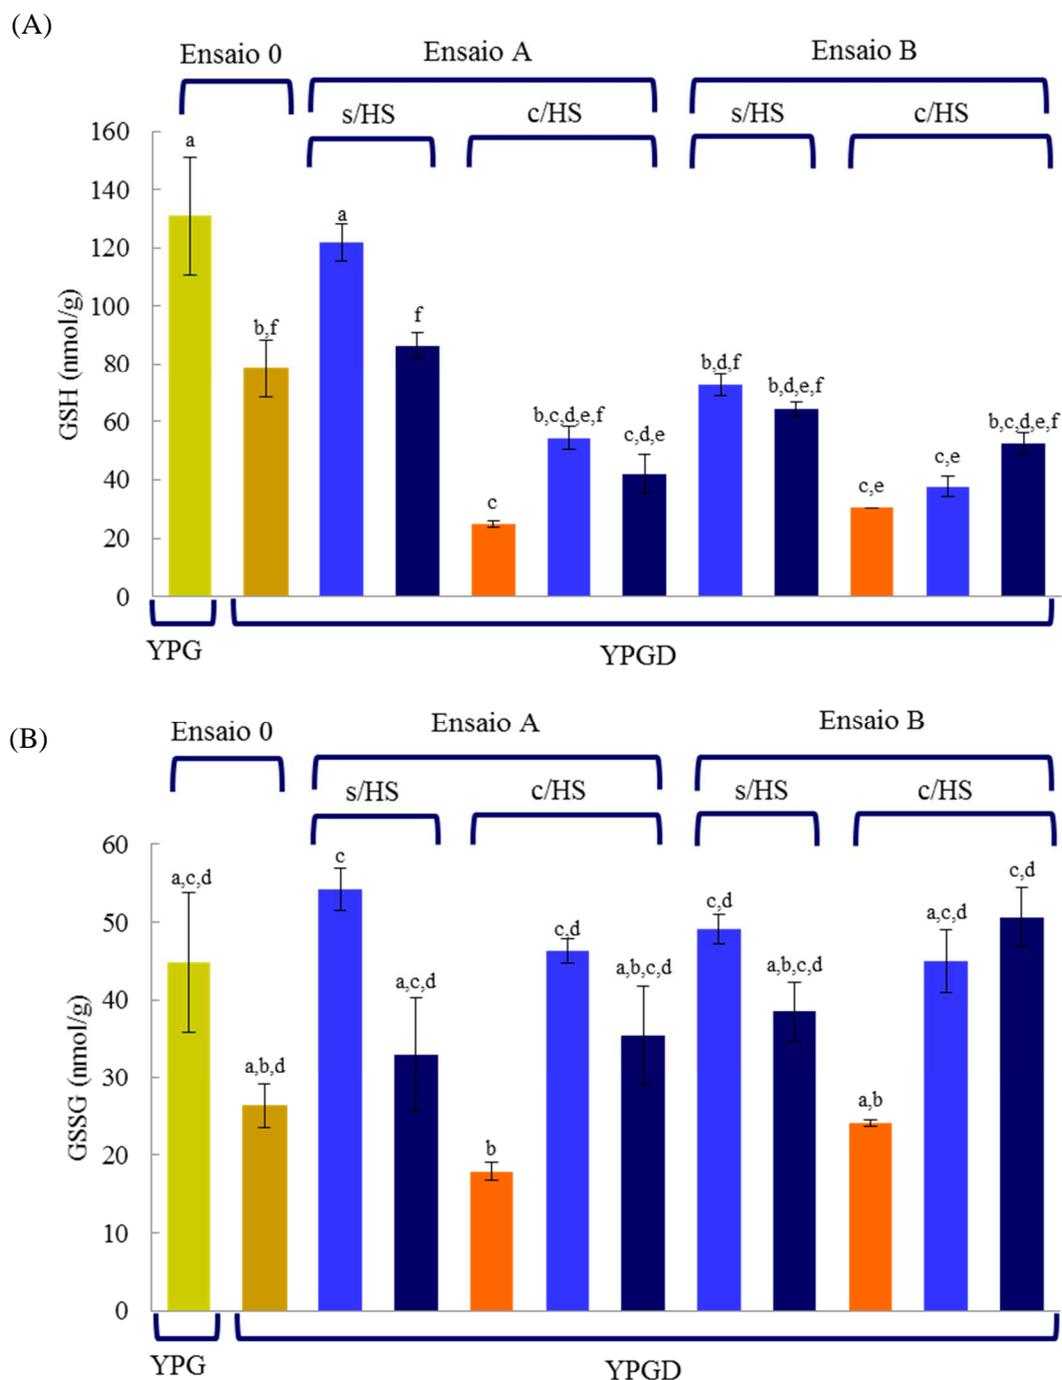 (A)
Ensaio 0 Ensaio A Ensaio B
s/HS c/HS s/HS c/HS
GSH (nmol/g)
160
140
120
100
80
60
40
20
0
a
b,f
a
f
c
b,c,d,e,f
c,d,e
b,d,f
b,d,e,f
c,e
c,e
b,c,d,e,f
YPG YPGD
(B)
Ensaio 0 Ensaio A Ensaio B
s/HS c/HS s/HS c/HS
GSSG (nmol/g)
60
50
40
30
20
10
0
a,c,d
a,b,d
c
a,c,d
b
c,d
a,b,c,d
c,d
a,b,c,d
a,b
a,c,d
c,d
YPG YPGD